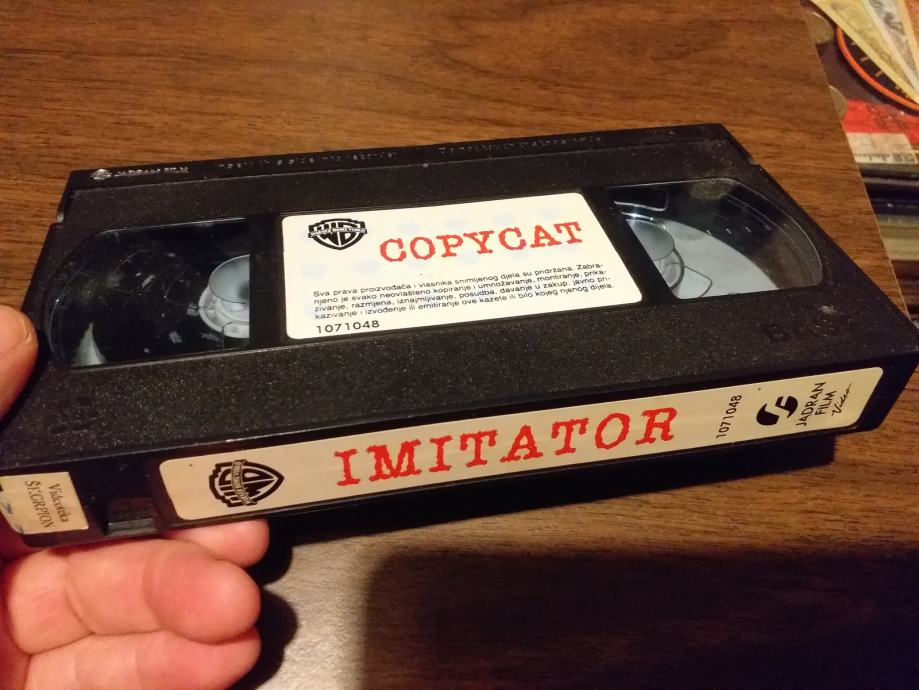 JADRAN FILM
COPYCAT
Sva prava proizvođača i vlasnika snimljenog djela su pridržana. Zabra-
njeno je svako neovlašteno kopiranje i umnožavanje, montiranje, prika-
zivanje, razmjena, iznajmljivanje, posudba, davanje u zakup, javno pri-
kazivanje i izvođenje ili emitiranje ove kazete ili bilo kojeg njenog dijela.
1071048
IMITATOR
1071048
JADRAN
FILM
Video
Videoteka